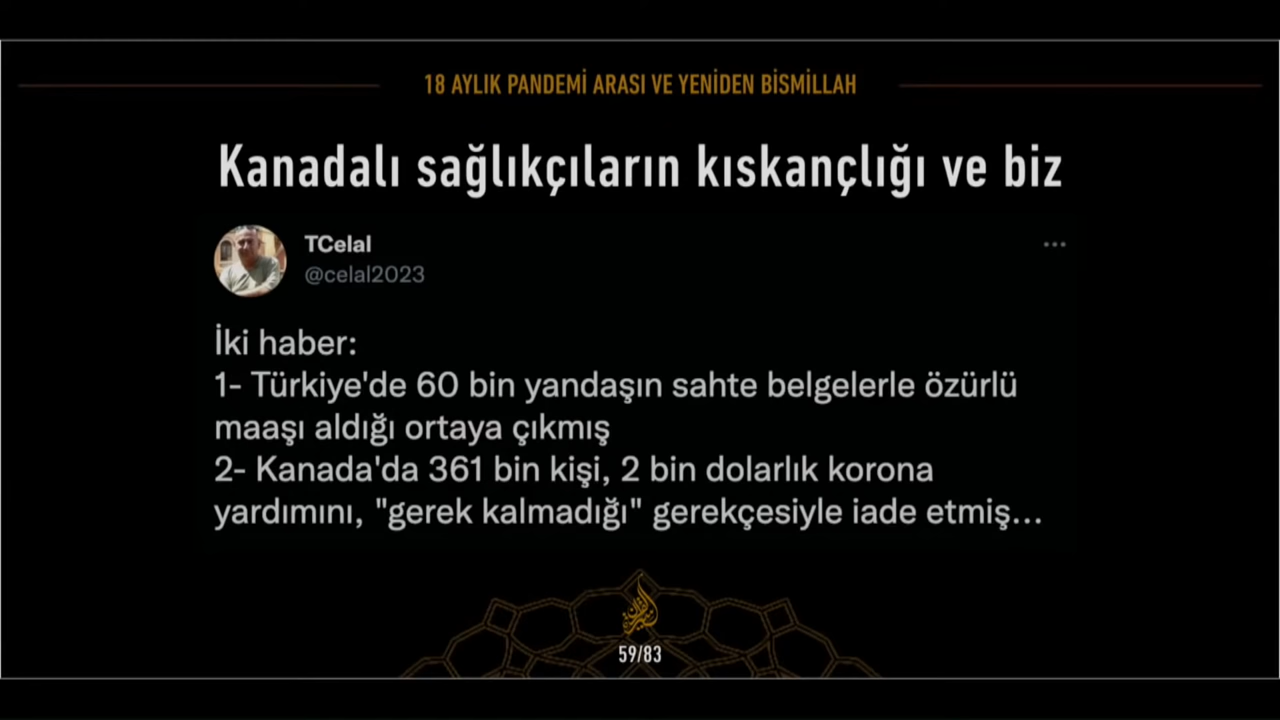 18 AYLIK PANDEMİ ARASI VE YENİDEN BİSMİLLAH
Kanadalı sağlıkçıların kıskançlığı ve biz
TCelal
@celal2023
İki haber:
1- Türkiye'de 60 bin yandaşın sahte belgelerle özürlü
maaşı aldığı ortaya çıkmış
2- Kanada'da 361 bin kişi, 2 bin dolarlık korona
yardımını, "gerek kalmadığı" gerekçesiyle iade etmiş...
59/83